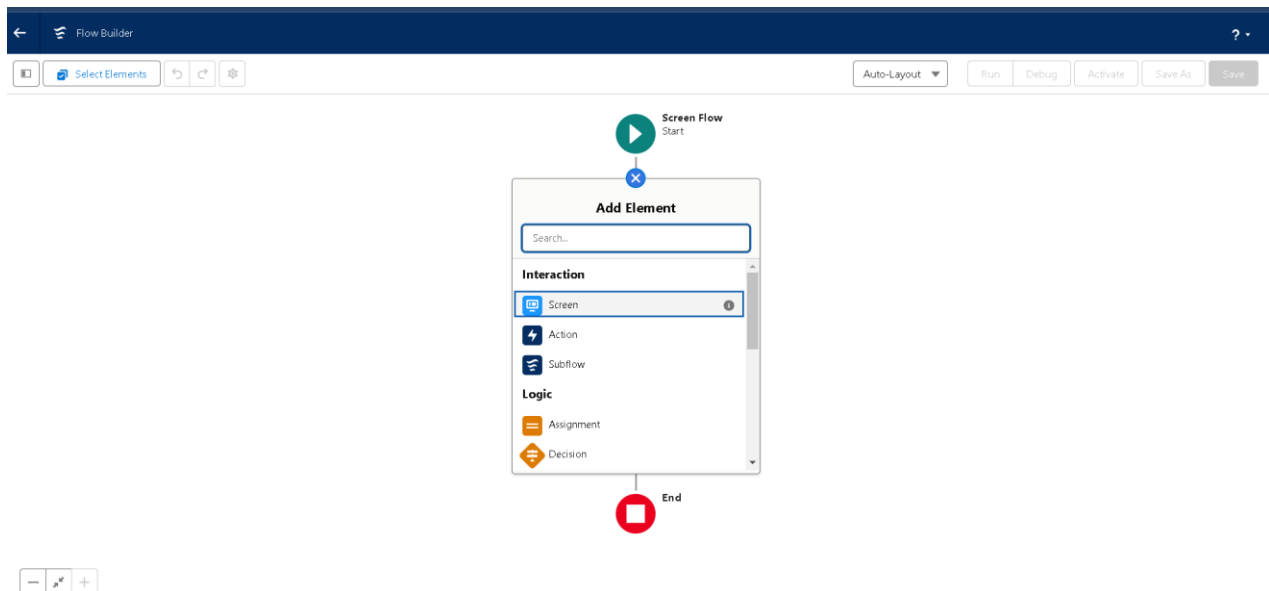 Flow Builder
?
Select Elements
Auto-Layout
Run
Debug
Activate
Save As
Save
Screen Flow
Start
Add Element
Search...
Interaction
Screen
Action
Subflow
Logic
Assignment
Decision
End